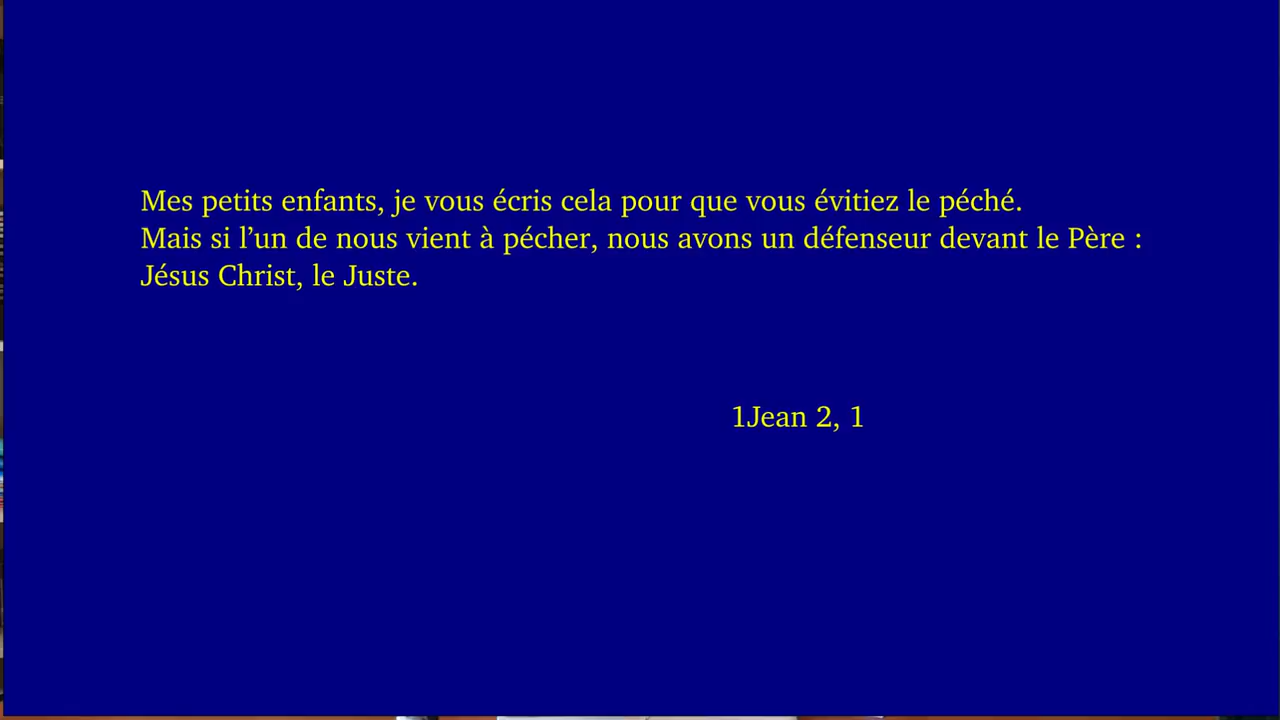 Mes petits enfants, je vous écris cela pour que vous évitiez le péché.
Mais si l’un de nous vient à pécher, nous avons un défenseur devant le Père :
Jésus Christ, le Juste.
1Jean 2, 1